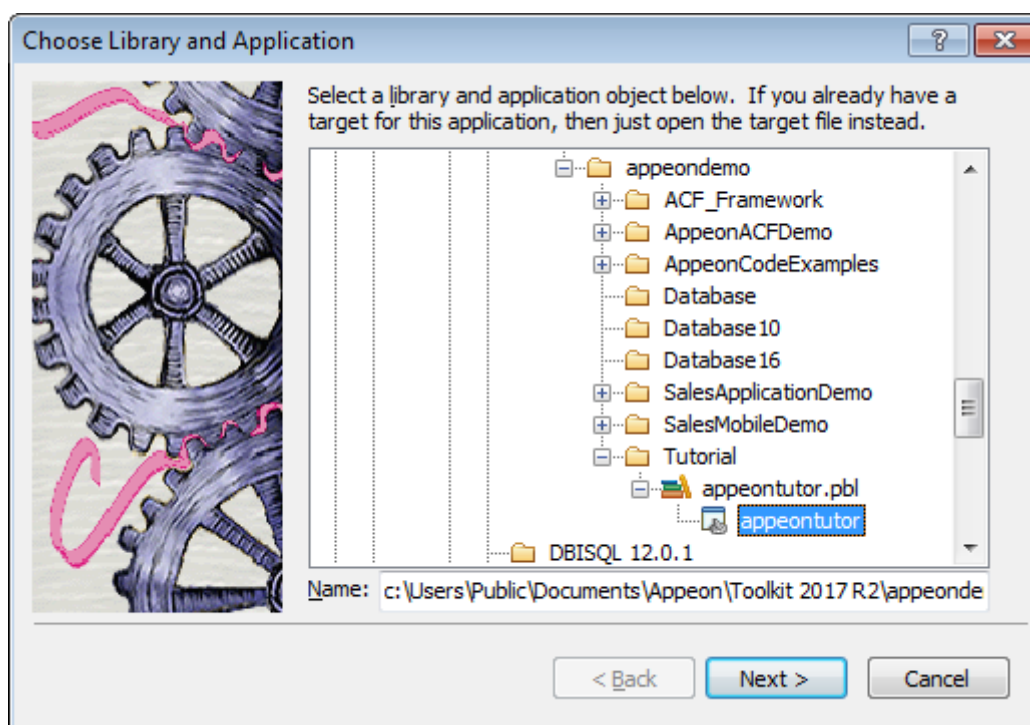 Choose Library and Application
Select a library and application object below. If you already have a
target for this application, then just open the target file instead.
appeondemo
ACF_Framework
AppeonACFDemo
AppeonCodeExamples
Database
Database10
Database16
SalesApplicationDemo
SalesMobileDemo
Tutorial
appeontutor.pbl
appeontutor
DBISQL 12.0.1
Name: c:\Users\Public\Documents\Appeon\Toolkit 2017 R2\appeonde
< Back Next > Cancel